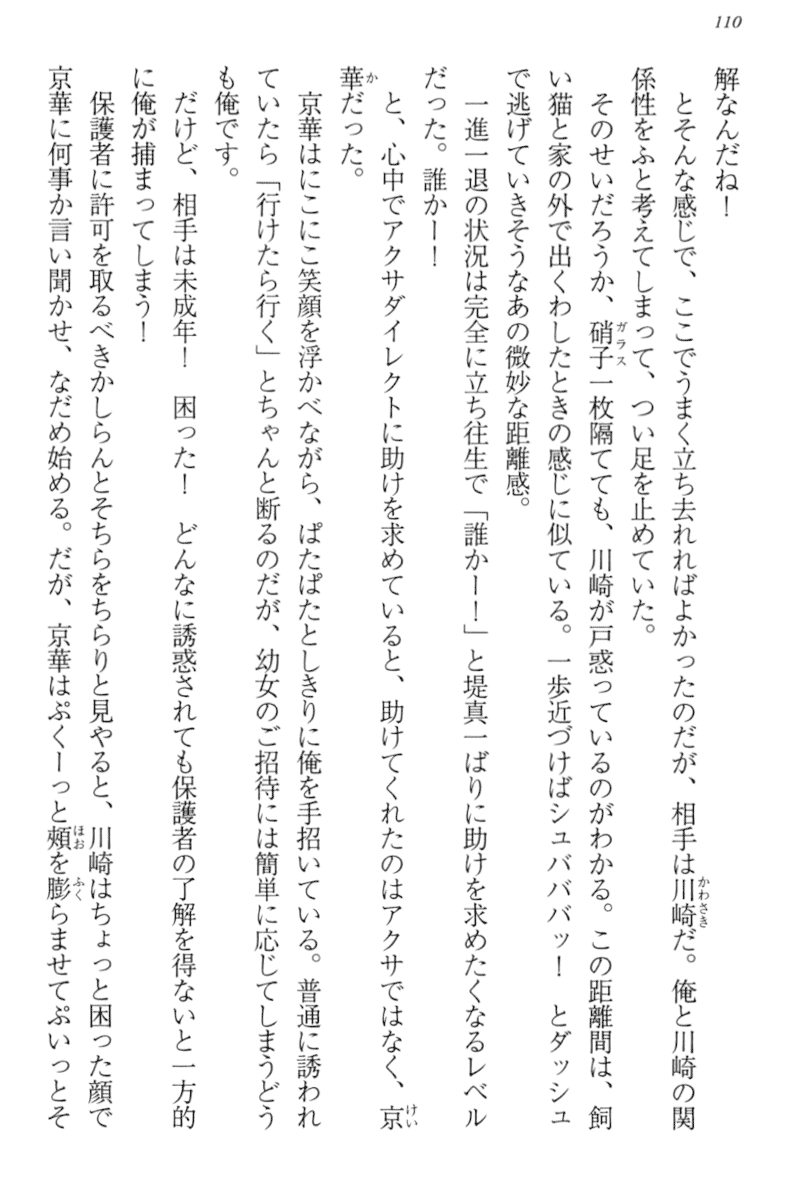 110
解なんだね！
　とそんな感じで、ここでうまく立ち去れればよかったのだが、相手は川崎だ。俺と川崎の関
係性をふと考えてしまって、つい足を止めていた。
　そのせいだろうか、硝子一枚隔てても、川崎が戸惑っているのがわかる。この距離間は、飼
い猫と家の外で出くわしたときの感じに似ている。一歩近づけばシュバババッ！　とダッシュ
で逃げていきそうなあの微妙な距離感。
　一進一退の状況は完全に立ち往生で「誰かー！」と堤真一ばりに助けを求めたくなるレベル
だった。誰かー！
　と、心中でアクサダイレクトに助けを求めていると、助けてくれたのはアクサではなく、京
華だった。
　京華はにこにこ笑顔を浮かべながら、ぱたぱたとしきりに俺を手招いている。普通に誘われ
ていたら「行けたら行く」とちゃんと断るのだが、幼女のご招待には簡単に応じてしまうどう
も俺です。
　だけど、相手は未成年！　困った！　どんなに誘惑されても保護者の了解を得ないと一方的
に俺が捕まってしまう！
　保護者に許可を取るべきかしらんとそちらをちらりと見やると、川崎はちょっと困った顔で
京華に何事か言い聞かせ、なだめ始める。だが、京華はぷくーっと頰を膨らませてぷいっとそ